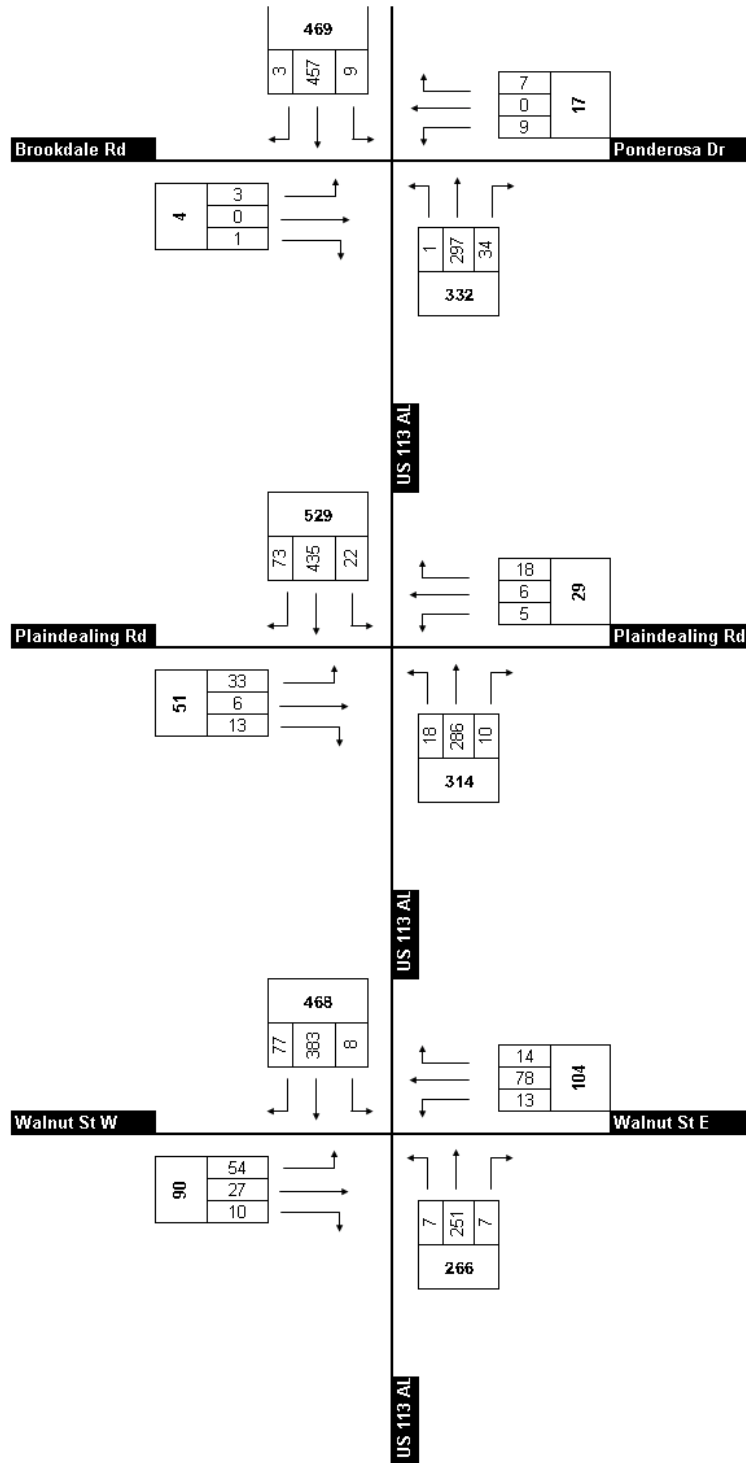 469
3 457 9
7
0 17
9
Brookdale Rd Ponderosa Dr
3
4 0
1
1 297 34
332
US 113 AL
529
73 435 22
18
6 29
5
Plaindealing Rd Plaindealing Rd
33
51 6
13
18 286 10
314
US 113 AL
468
77 383 8
14
78 104
13
Walnut St W Walnut St E
54
90 27
10
7 251 7
266
US 113 AL